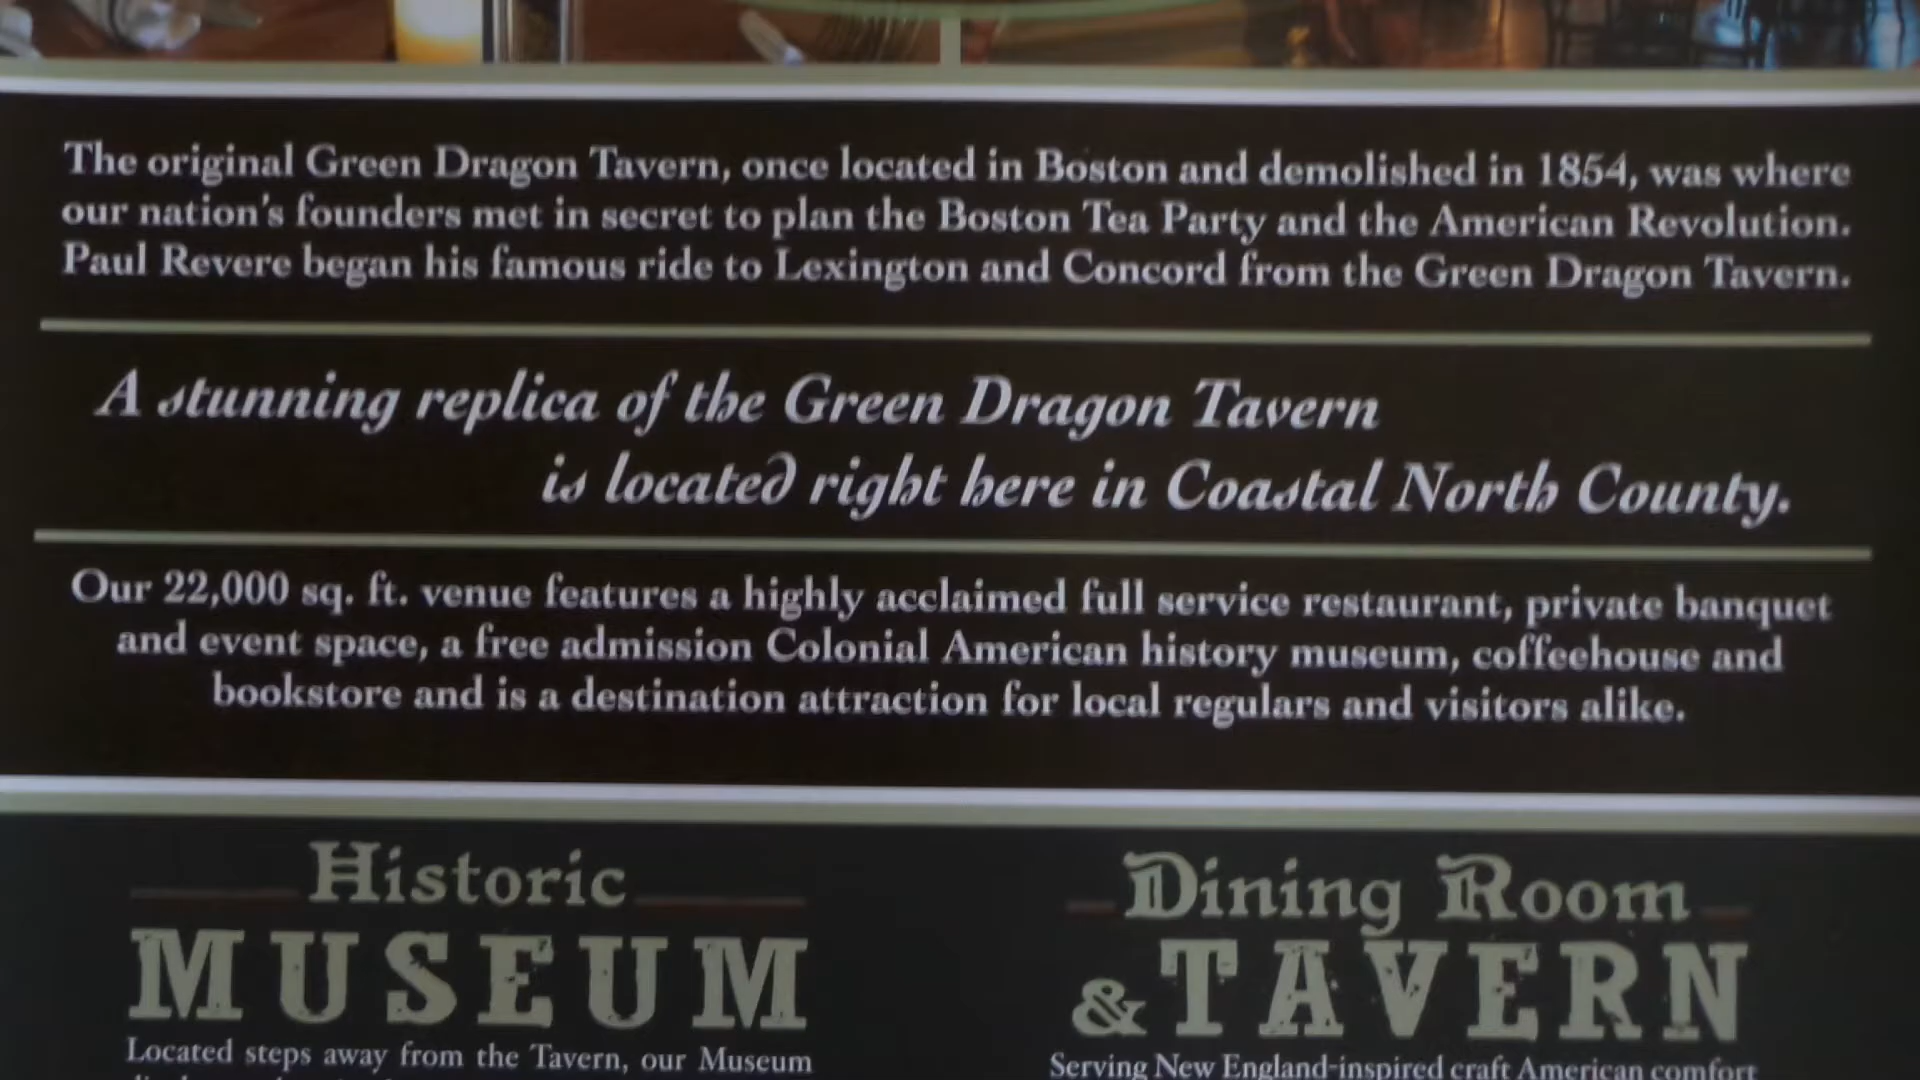 The original Green Dragon Tavern, once located in Boston and demolished in 1854, was where
our nation's founders met in secret to plan the Boston Tea Party and the American Revolution.
Paul Revere began his famous ride to Lexington and Concord from the Green Dragon Tavern.
A stunning replica of the Green Dragon Tavern
is located right here in Coastal North County.
Our 22,000 sq. ft. venue features a highly acclaimed full service restaurant, private banquet
and event space, a free admission Colonial American history museum, coffeehouse and
bookstore and is a destination attraction for local regulars and visitors alike.
Historic
MUSEUM
Located steps away from the Tavern, our Museum
Dining Room
& TAVERN
Serving New England-inspired craft American comfort